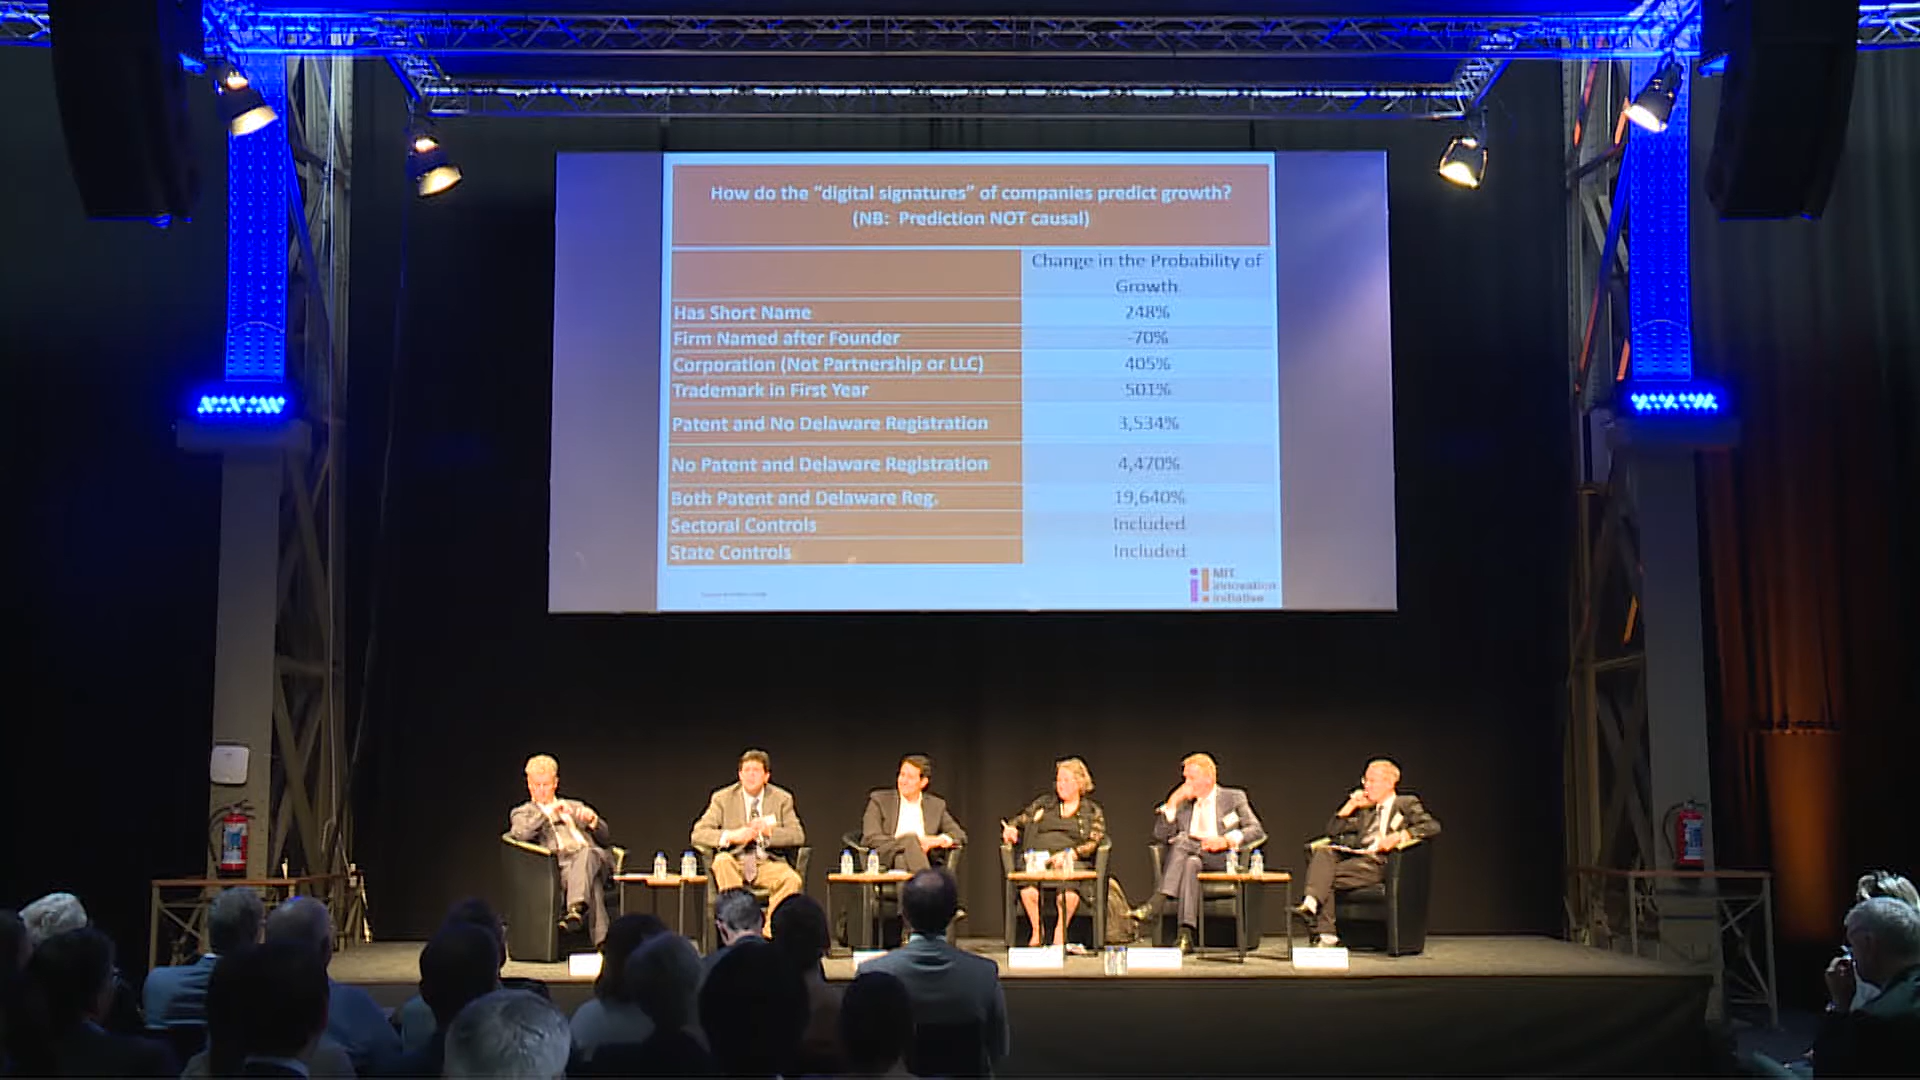 How do the “digital signatures” of companies predict growth?
(NB: Prediction NOT causal)
Change in the Probability of
Growth
Has Short Name 248%
Firm Named after Founder -70%
Corporation (Not Partnership or LLC) 405%
Trademark in First Year 501%
Patent and No Delaware Registration 3,534%
No Patent and Delaware Registration 4,470%
Both Patent and Delaware Reg. 19,640%
Sectoral Controls Included
State Controls Included
MIT
innovation
initiative